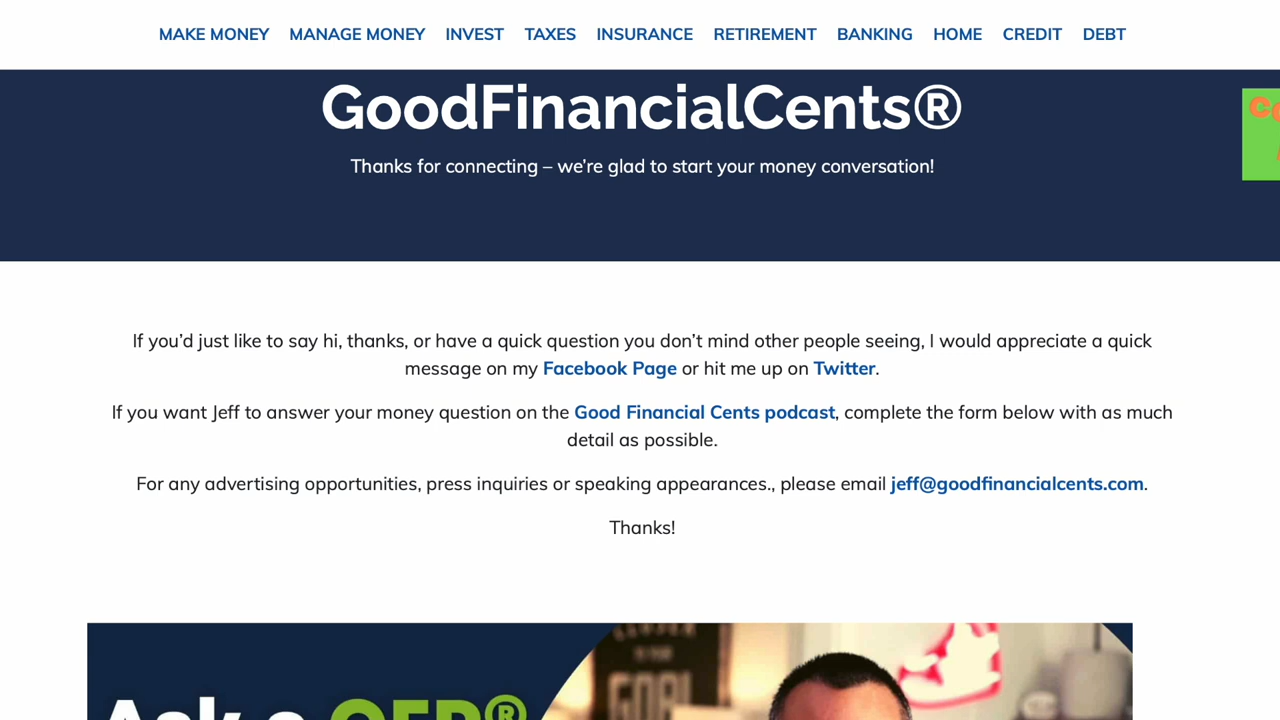 MAKE MONEY MANAGE MONEY INVEST TAXES INSURANCE RETIREMENT BANKING HOME CREDIT DEBT
GoodFinancialCents®
Thanks for connecting – we're glad to start your money conversation!
If you'd just like to say hi, thanks, or have a quick question you don't mind other people seeing, I would appreciate a quick
message on my Facebook Page or hit me up on Twitter.
If you want Jeff to answer your money question on the Good Financial Cents podcast, complete the form below with as much
detail as possible.
For any advertising opportunities, press inquiries or speaking appearances., please email jeff@goodfinancialcents.com.
Thanks!
GOAL
Ask a CFP®